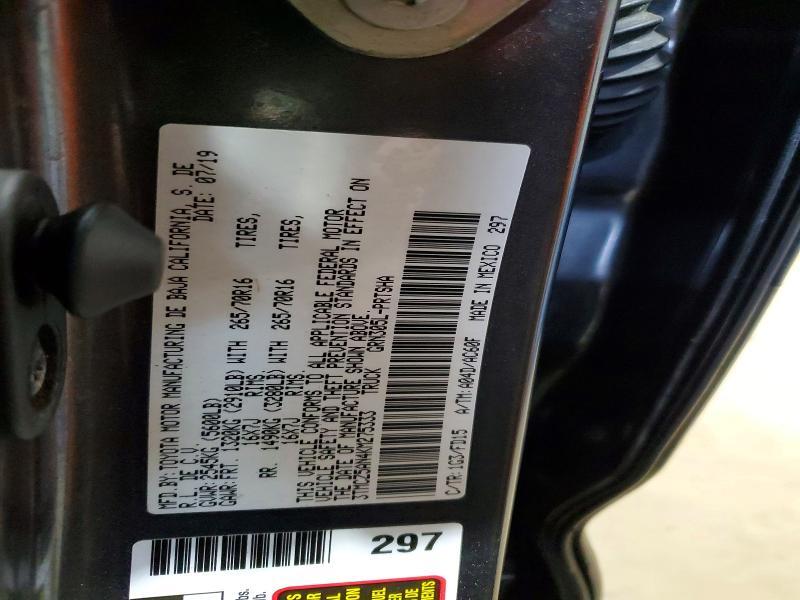 MFD.BY:TOYOTA MOTOR MANUFACTURING DE BAJA CALIFORNIA, S. DE
R.L. DE C.V. DATE: 07/19
GVWR:2545KG (5600LB)
GAWR:FRT 1320KG (2910LB) WITH 265/70R16 TIRES,
16X7J RIMS.
RR. 1490KG (3280LB) WITH 265/70R16 TIRES,
16X7J RIMS.
THIS VEHICLE CONFORMS TO ALL APPLICABLE FEDERAL MOTOR
VEHICLE SAFETY AND THEFT PREVENTION STANDARDS IN EFFECT ON
THE DATE OF MANUFACTURE SHOWN ABOVE.
3TMCZ5AN4KM275333 TRUCK GRN305L-PRTSHA
C/TR:1G3/FD15 A/TM:A04D/AC60F MADE IN MEXICO 297
297